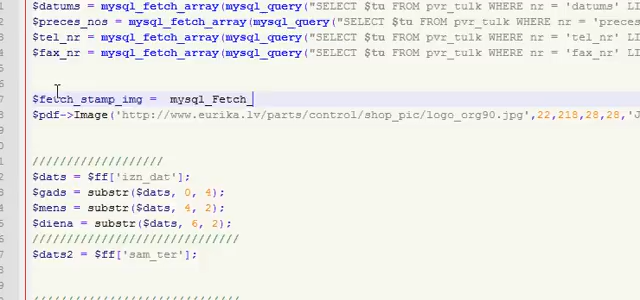 $datums = mysql_fetch_array(mysql_query("SELECT $tu FROM pvr_tulk WHERE nr = 'datums' LI
$preces_nos = mysql_fetch_array(mysql_query("SELECT $tu FROM pvr_tulk WHERE nr = 'preces
$tel_nr = mysql_fetch_array(mysql_query("SELECT $tu FROM pvr_tulk WHERE nr = 'tel_nr' LI
$fax_nr = mysql_fetch_array(mysql_query("SELECT $tu FROM pvr_tulk WHERE nr = 'fax_nr' LI
$fetch_stamp_img =  mysql_Fetch_
$pdf->Image('http://www.eurika.lv/parts/control/shop_pic/logo_org90.jpg',22,218,28,28,'J
///////////////////
$dats = $ff['izn_dat'];
$gads = substr($dats, 0, 4);
$mens = substr($dats, 4, 2);
$diena = substr($dats, 6, 2);
//////////////////////////////
$dats2 = $ff['sam_ter'];